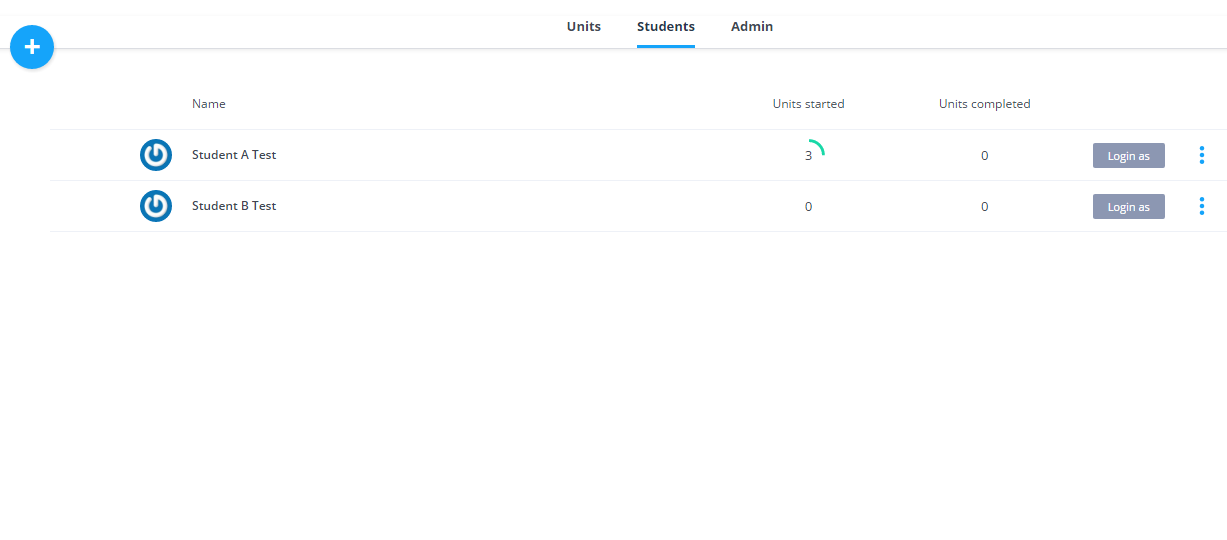 Units Students Admin
+
Name Units started Units completed
Student A Test 3 0 Login as
Student B Test 0 0 Login as